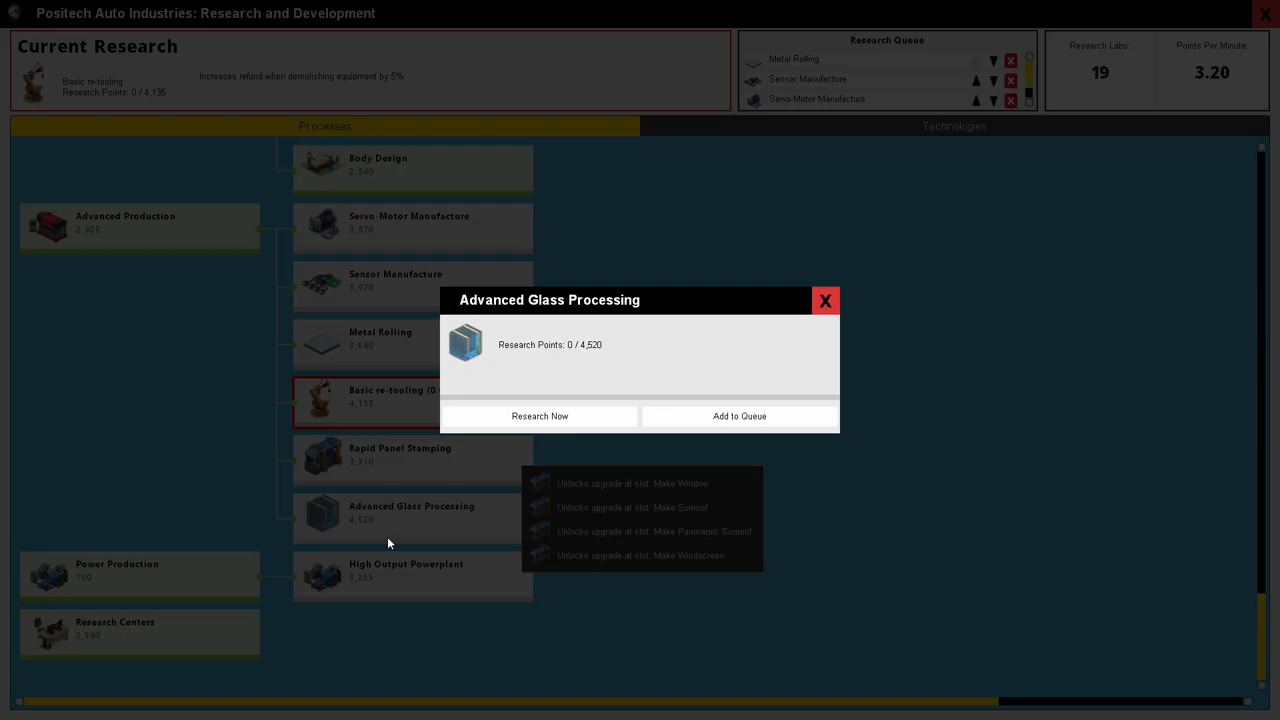 Positech Auto Industries: Research and Development
X
Current Research
Basic re-tooling
Research Points: 0 / 4,135
Increases refund when demolishing equipment by 5%
Research Queue
Metal Rolling
X
Sensor Manufacture
X
Servo-Motor Manufacture
X
Research Labs:
19
Points Per Minute:
3.20
Processes
Technologies
Body Design
2,540
Advanced Production
2,925
Servo-Motor Manufacture
3,970
Sensor Manufacture
3,970
Metal Rolling
3,640
Basic re-tooling (0.
4,135
Rapid Panel Stamping
3,310
Advanced Glass Processing
4,520
Power Production
750
High Output Powerplant
3,255
Research Centers
2,540
Advanced Glass Processing
X
Research Points: 0 / 4,520
Research Now
Add to Queue
Unlocks upgrade at slot: Make Window
Unlocks upgrade at slot: Make Sunroof
Unlocks upgrade at slot: Make Panoramic Sunroof
Unlocks upgrade at slot: Make Windscreen